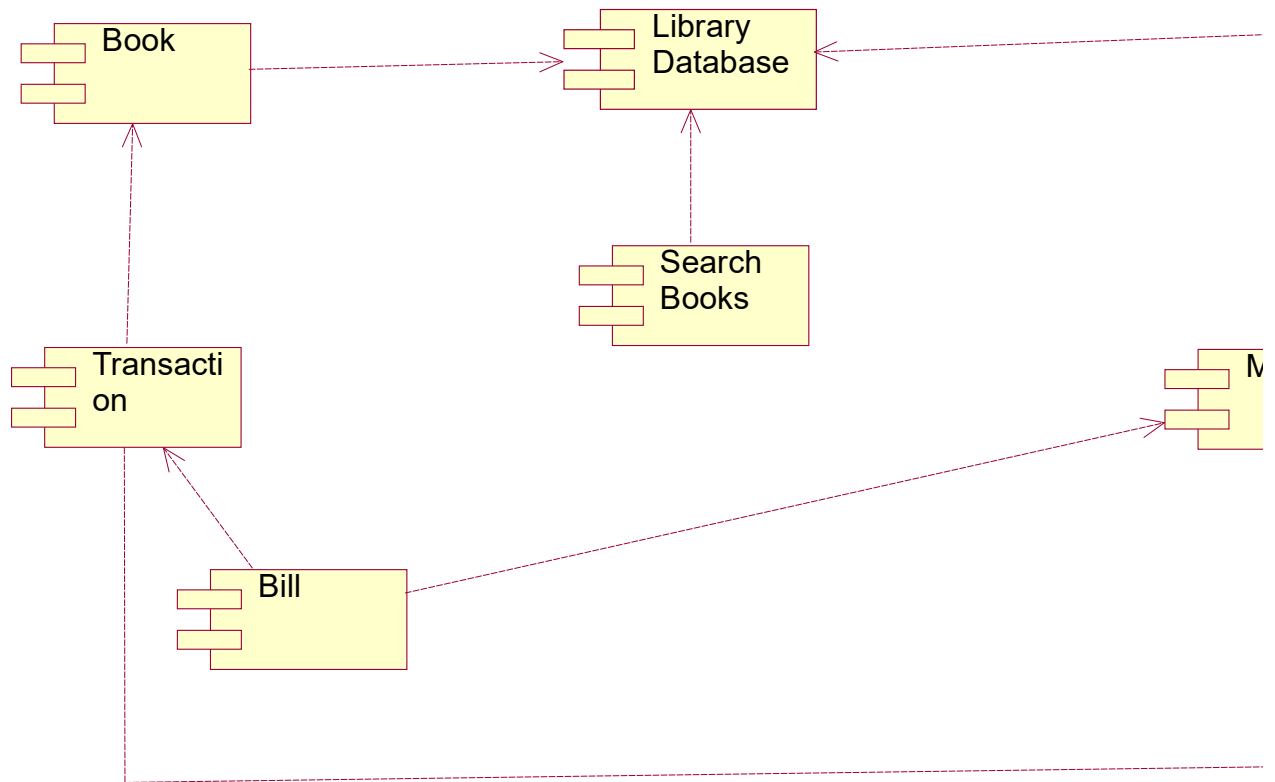 Book
Library
Database
Search
Books
Transacti
on
M
Bill